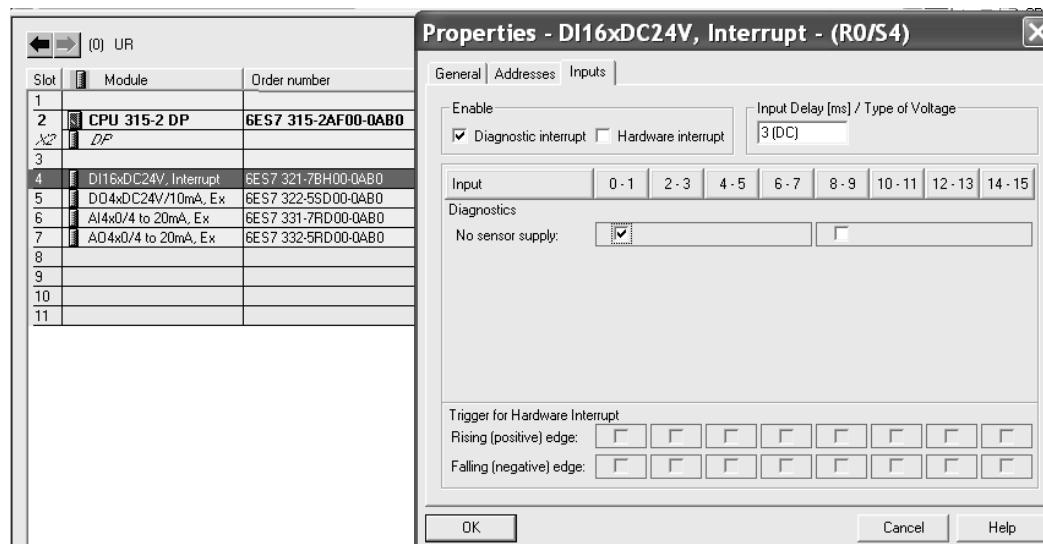 (0) UR
Slot Module Order number
1
2 CPU 315-2 DP 6ES7 315-2AF00-0AB0
X2 DP
3
4 DI16xDC24V, Interrupt 6ES7 321-7BH00-0AB0
5 DO4xDC24V/10mA, Ex 6ES7 322-5SD00-0AB0
6 AI4x0/4 to 20mA, Ex 6ES7 331-7RD00-0AB0
7 AO4x0/4 to 20mA, Ex 6ES7 332-5RD00-0AB0
8
9
10
11
Properties - DI16xDC24V, Interrupt - (R0/S4)
General Addresses Inputs
Enable
Diagnostic interrupt Hardware interrupt
Input Delay [ms] / Type of Voltage
3 (DC)
Input 0 - 1 2 - 3 4 - 5 6 - 7 8 - 9 10 - 11 12 - 13 14 - 15
Diagnostics
No sensor supply:
Trigger for Hardware Interrupt
Rising (positive) edge:
Falling (negative) edge:
OK Cancel Help